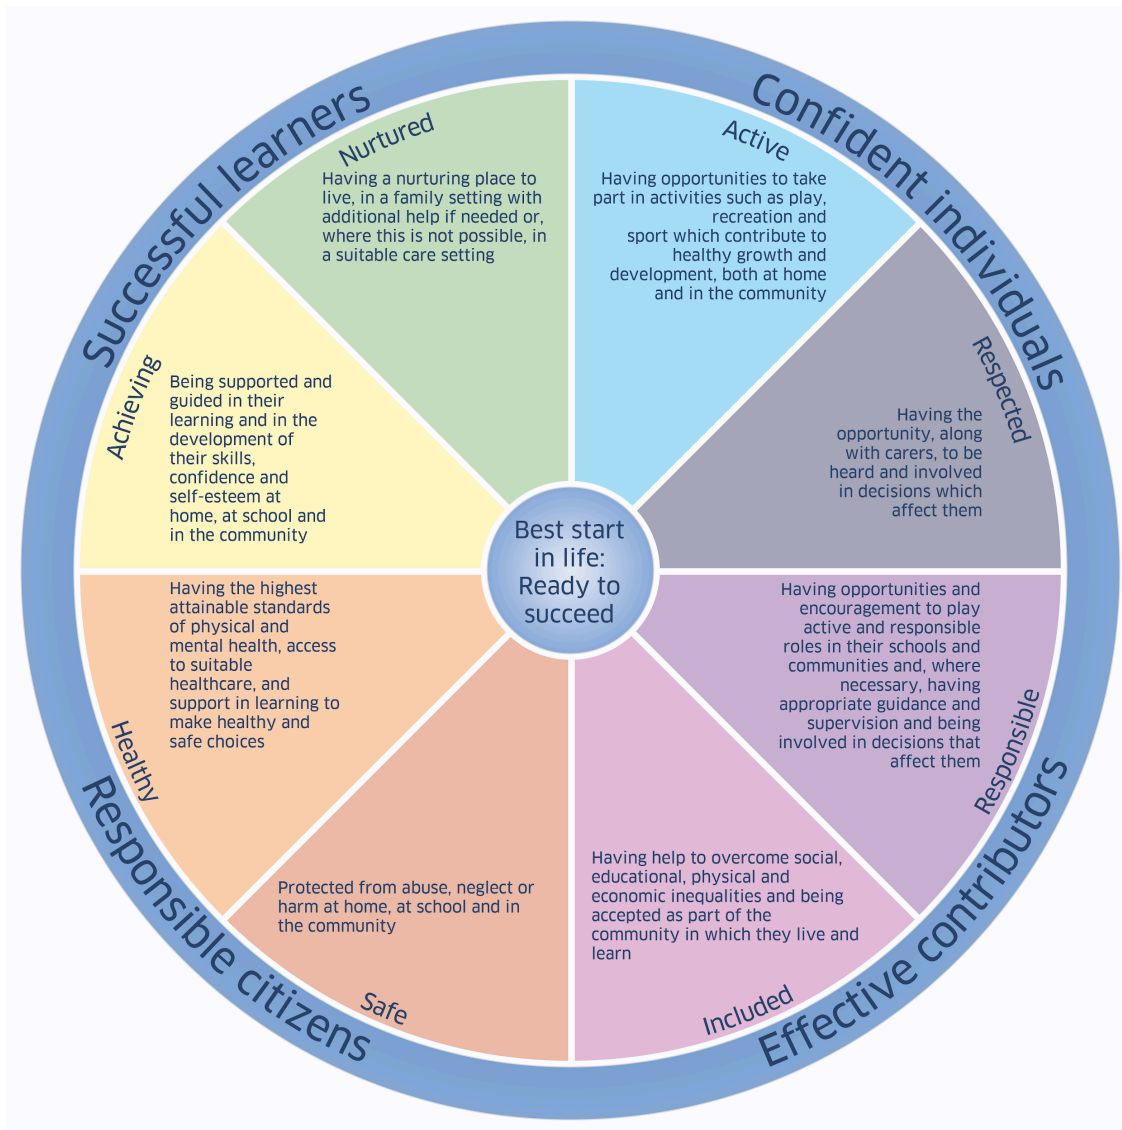 Successful learners
Confident individuals
Nurtured
Having a nurturing place to
live, in a family setting with
additional help if needed or,
where this is not possible, in
a suitable care setting
Active
Having opportunities to take
part in activities such as play,
recreation and
sport which contribute to
healthy growth and
development, both at home
and in the community
Respected
Having the
opportunity, along
with carers, to be
heard and involved
in decisions which
affect them
Achieving
Being supported and
guided in their
learning and in the
development of
their skills,
confidence and
self-esteem at
home, at school and
in the community
Best start
in life:
Ready to
succeed
Having the highest
attainable standards
of physical and
mental health, access
to suitable
healthcare, and
support in learning to
make healthy and
safe choices
Healthy
Having opportunities and
encouragement to play
active and responsible
roles in their schools and
communities and, where
necessary, having
appropriate guidance and
supervision and being
involved in decisions that
affect them
Responsible
Protected from abuse, neglect or
harm at home, at school and in
the community
Safe
Having help to overcome social,
educational, physical and
economic inequalities and being
accepted as part of the
community in which they live and
learn
Included
Responsible citizens
Effective contributors